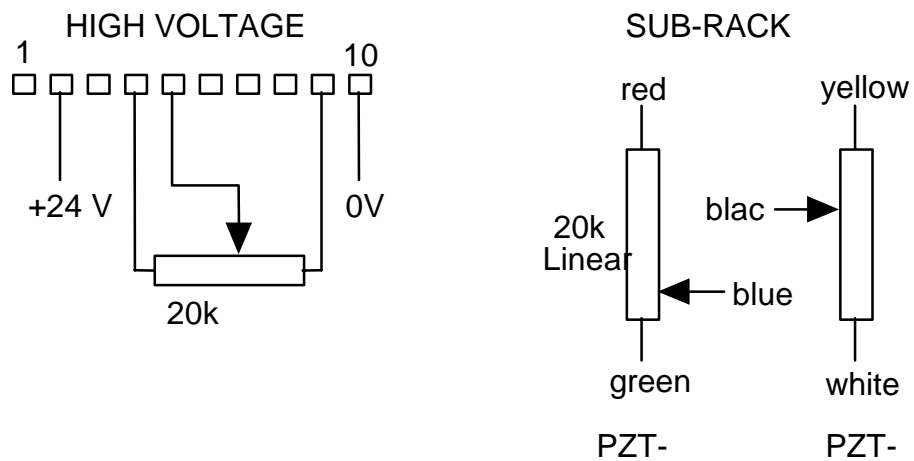 HIGH VOLTAGE
1
10
+24 V
0V
20k
SUB-RACK
red
yellow
20k
Linear
blac
blue
green
white
PZT-
PZT-